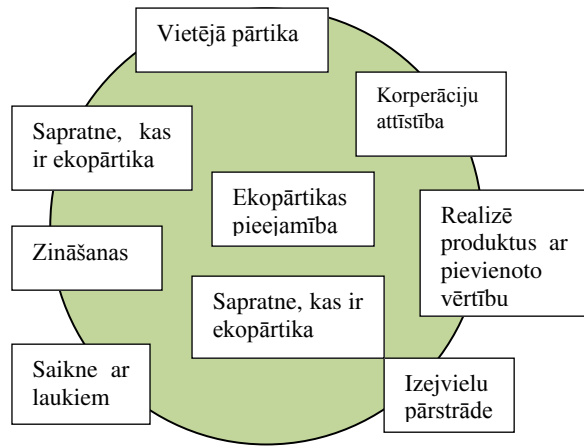 Vietējā pārtika
Korperāciju
attīstība
Sapratne, kas
ir ekopārtika
Ekopārtikas
pieejamība
Realizē
produktus ar
pievienoto
vērtību
Zināšanas
Sapratne, kas ir
ekopārtika
Saikne ar
laukiem
Izejvielu
pārstrāde